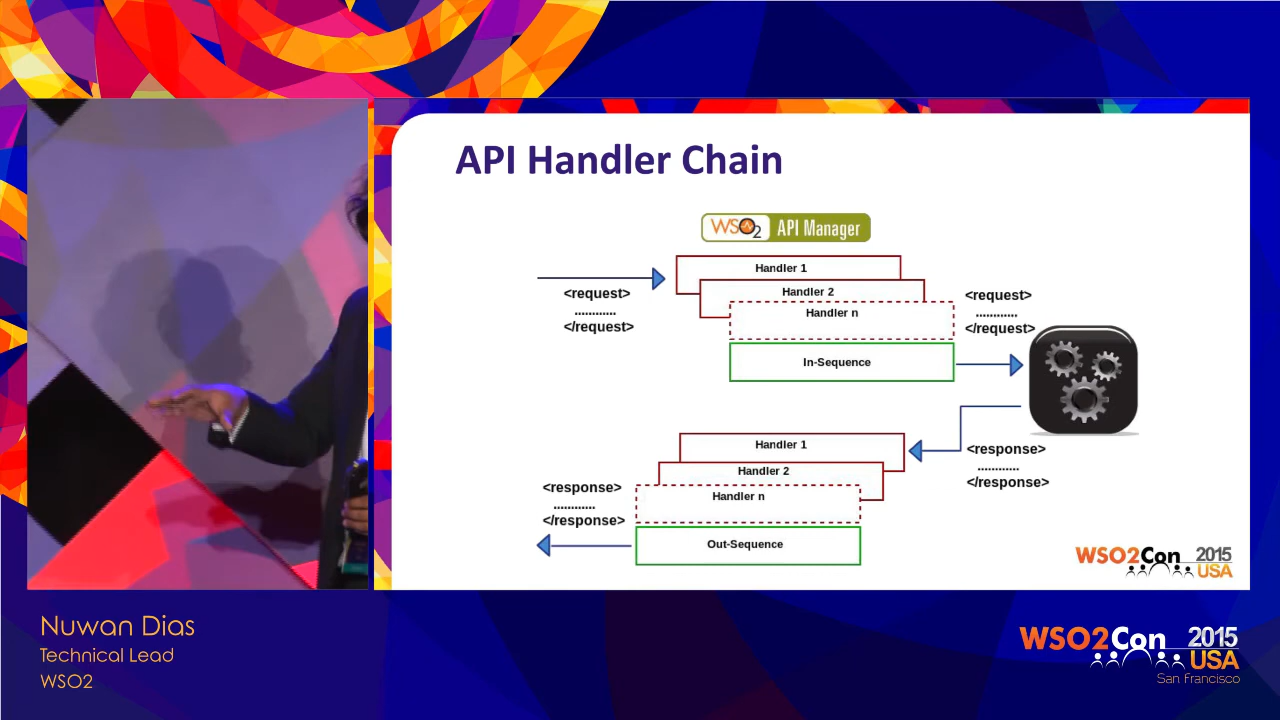 API Handler Chain
WSO2 API Manager
Handler 1
Handler 2
Handler n
In-Sequence
<request>
............
</request>
<request>
............
</request>
Handler 1
Handler 2
Handler n
Out-Sequence
<response>
............
</response>
<response>
............
</response>
WSO2Con 2015
USA
Nuwan Dias
Technical Lead
WSO2
WSO2Con 2015
USA
San Francisco